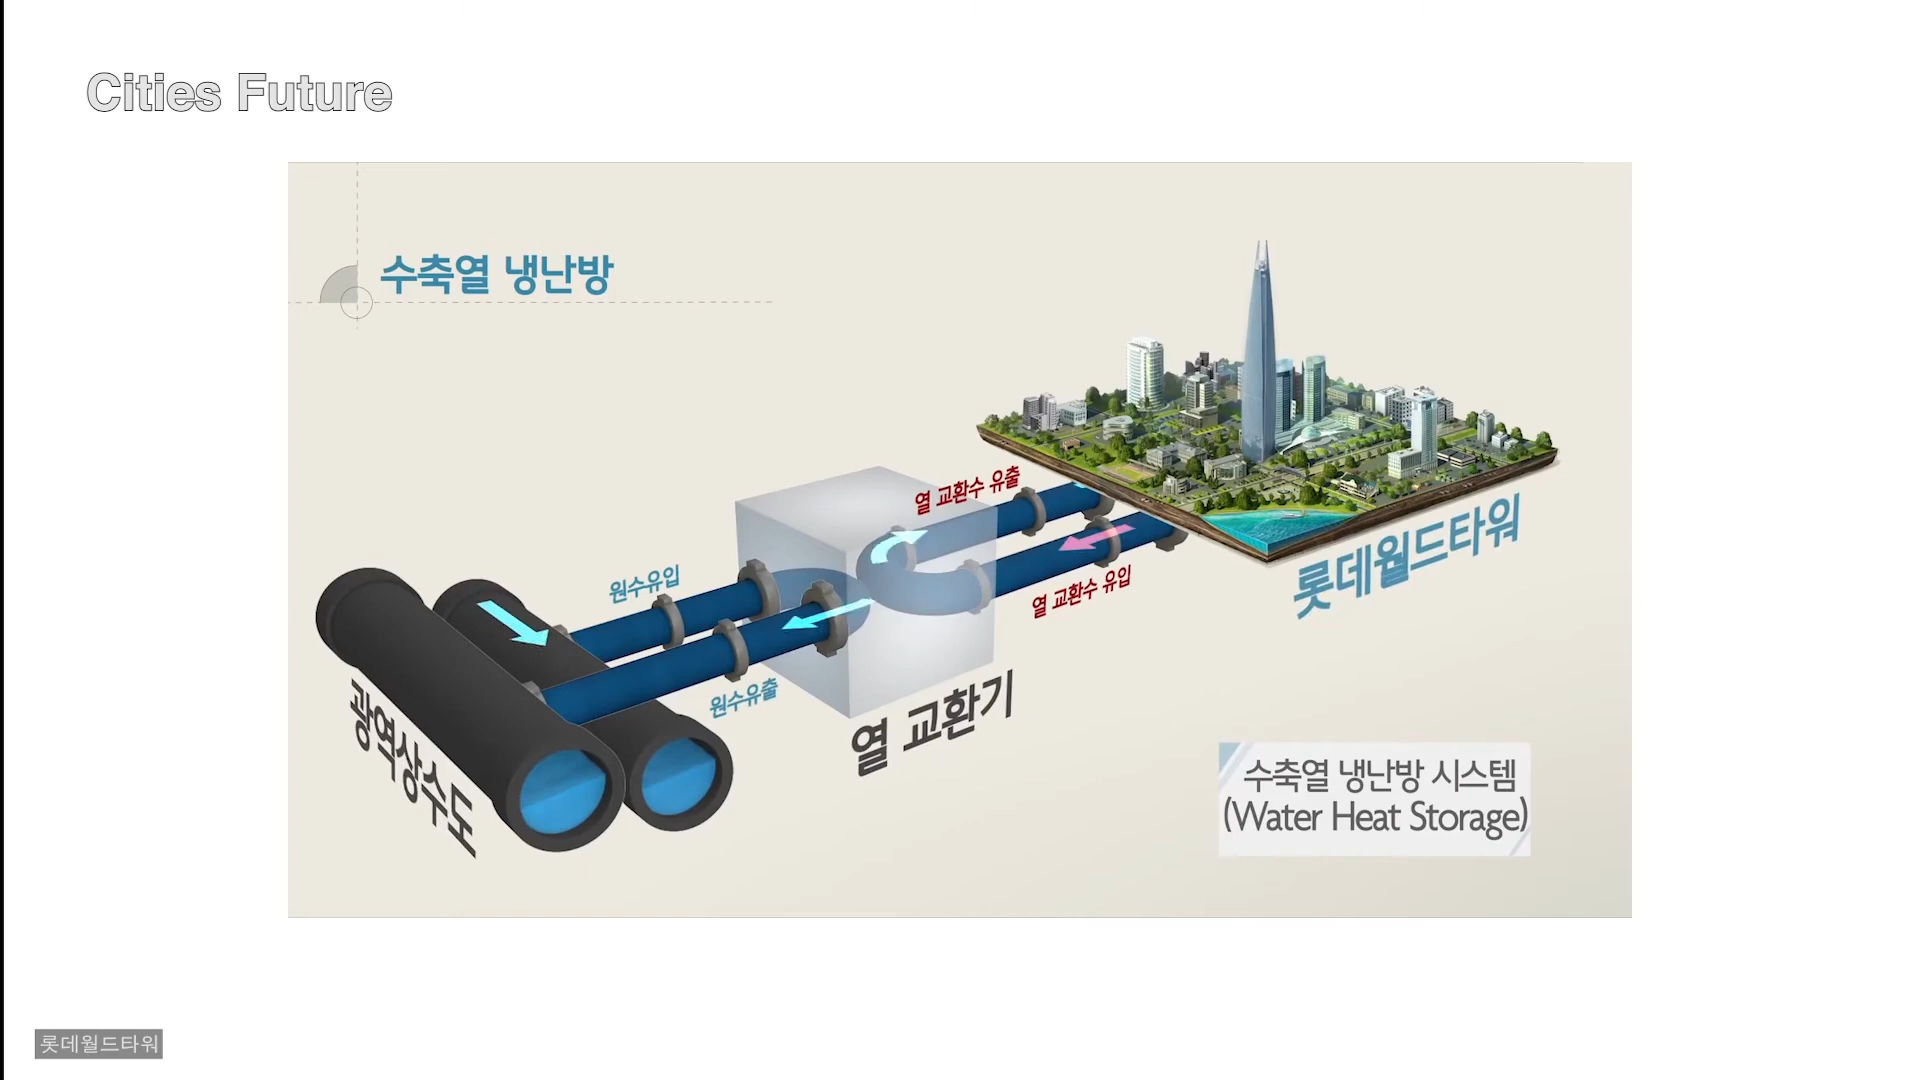 Cities Future
수축열 냉난방
열 교환수 유출
원수유입
열 교환수 유입
롯데월드타워
원수유출
광역상수도
열 교환기
수축열 냉난방 시스템
(Water Heat Storage)
롯데월드타워